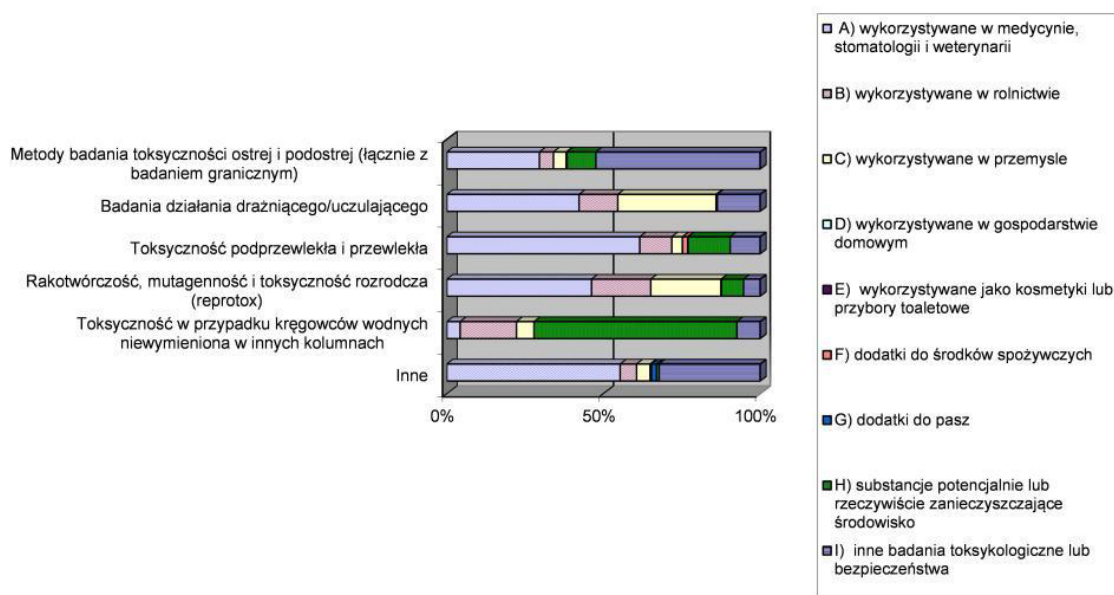 Metody badania toksyczności ostrej i podostrej (łącznie z
badaniem granicznym)
Badania działania drażniącego/uczulającego
Toksyczność podprzewlekła i przewlekła
Rakotwórczość, mutagenność i toksyczność rozrodcza
(reprotox)
Toksyczność w przypadku kręgowców wodnych
niewymieniona w innych kolumnach
Inne
0%
50%
100%
A) wykorzystywane w medycynie,
stomatologii i weterynarii
B) wykorzystywane w rolnictwie
C) wykorzystywane w przemysle
D) wykorzystywane w gospodarstwie
domowym
E) wykorzystywane jako kosmetyki lub
przybory toaletowe
F) dodatki do środków spożywczych
G) dodatki do pasz
H) substancje potencjalnie lub
rzeczywiście zanieczyszczające
środowisko
I) inne badania toksykologiczne lub
bezpieczeństwa